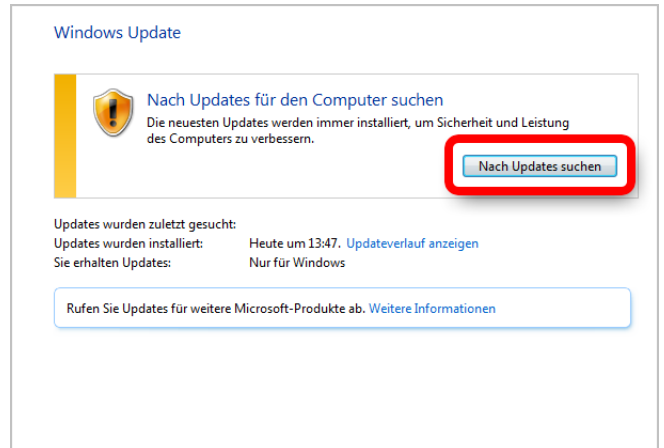 Windows Update
Nach Updates für den Computer suchen
Die neuesten Updates werden immer installiert, um Sicherheit und Leistung
des Computers zu verbessern.
Nach Updates suchen
Updates wurden zuletzt gesucht:
Updates wurden installiert: Heute um 13:47. Updateverlauf anzeigen
Sie erhalten Updates: Nur für Windows
Rufen Sie Updates für weitere Microsoft-Produkte ab. Weitere Informationen